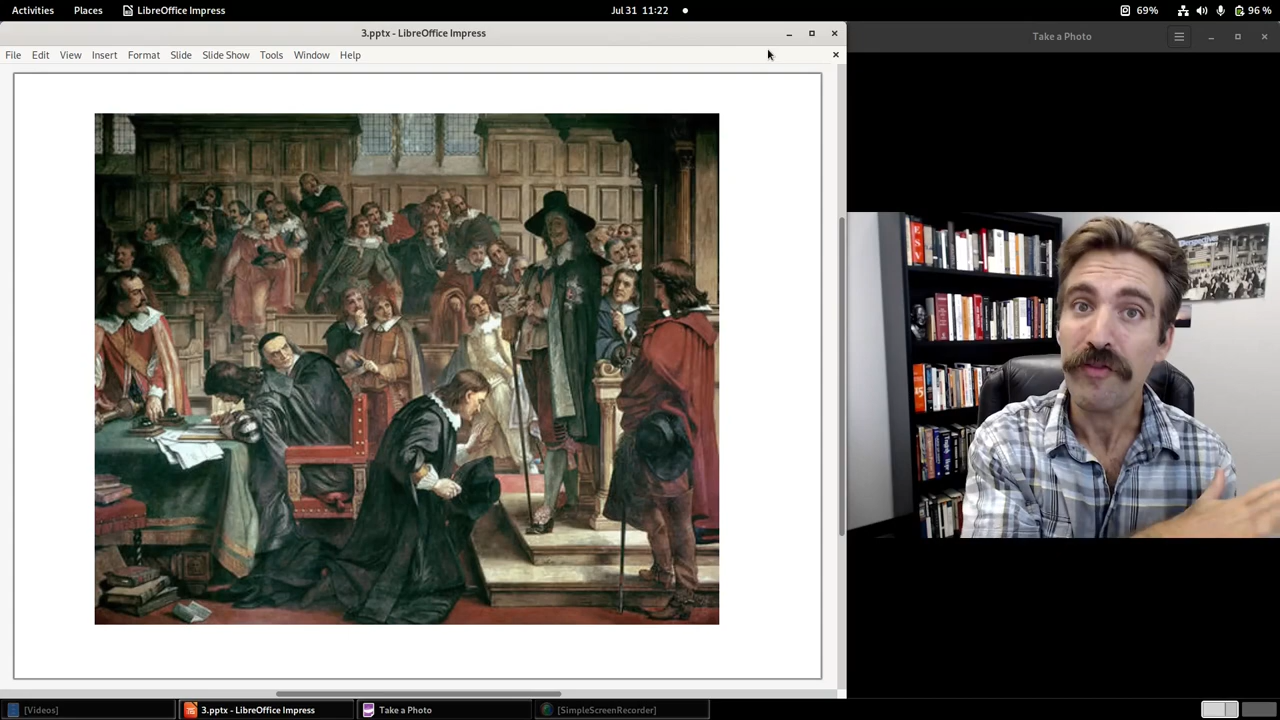 Activities Places LibreOffice Impress Jul 31 11:22 69% 96 %
3.pptx - LibreOffice Impress
Take a Photo
File Edit View Insert Format Slide Slide Show Tools Window Help
[Videos] 3.pptx - LibreOffice Impress Take a Photo [SimpleScreenRecorder]